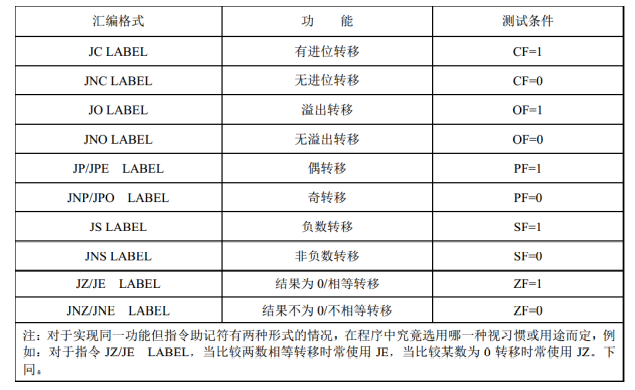 汇编格式 功 能 测试条件
JC LABEL 有进位转移 CF=1
JNC LABEL 无进位转移 CF=0
JO LABEL 溢出转移 OF=1
JNO LABEL 无溢出转移 OF=0
JP/JPE LABEL 偶转移 PF=1
JNP/JPO LABEL 奇转移 PF=0
JS LABEL 负数转移 SF=1
JNS LABEL 非负数转移 SF=0
JZ/JE LABEL 结果为 0/相等转移 ZF=1
JNZ/JNE LABEL 结果不为 0/不相等转移 ZF=0
注：对于实现同一功能但指令助记符有两种形式的情况，在程序中究竟选用哪一种视习惯或用途而定，例
如：对于指令 JZ/JE LABEL，当比较两数相等转移时常使用 JE，当比较某数为 0 转移时常使用 JZ。下
同。